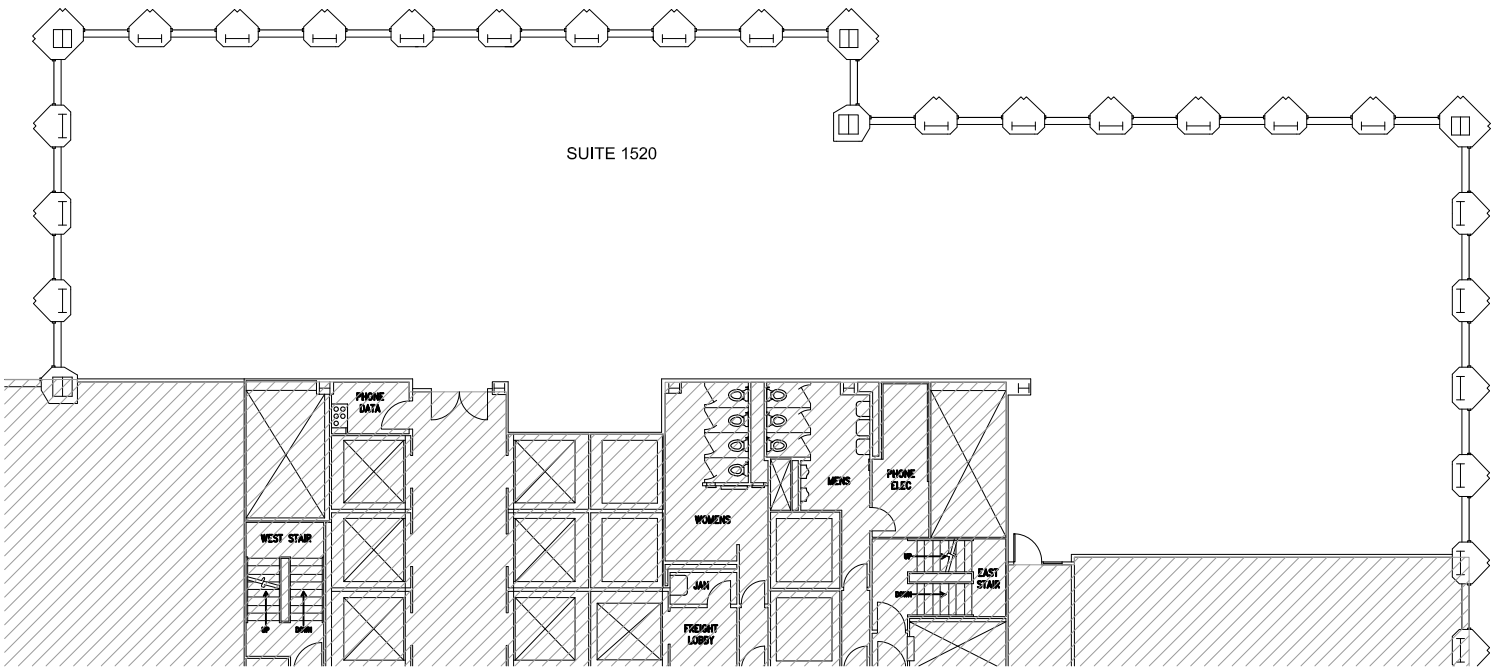 SUITE 1520
PHONE
DATA
PHONE
ELEC
MENS
WOMENS
WEST STAIR
UP
EAST
STAIR
JAN
DOWN
UP
DOWN
FREIGHT
LOBBY